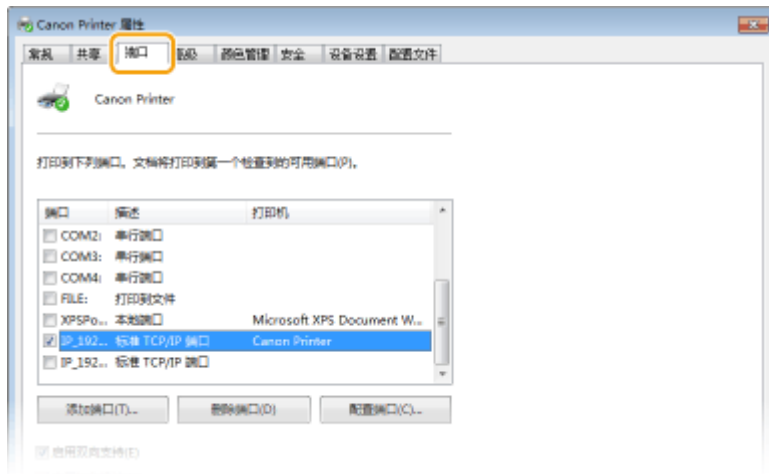 Canon Printer 属性
常规 共享 端口 高级 颜色管理 安全 设备设置 配置文件
Canon Printer
打印到下列端口。文档将打印到第一个检查到的可用端口(P)。
端口 描述 打印机
COM2: 串行端口
COM3: 串行端口
COM4: 串行端口
FILE: 打印到文件
XPSPo... 本地端口 Microsoft XPS Document W...
IP_192... 标准 TCP/IP 端口 Canon Printer
IP_192... 标准 TCP/IP 端口
添加端口(T)... 删除端口(D) 配置端口(C)...
启用双向支持(E)